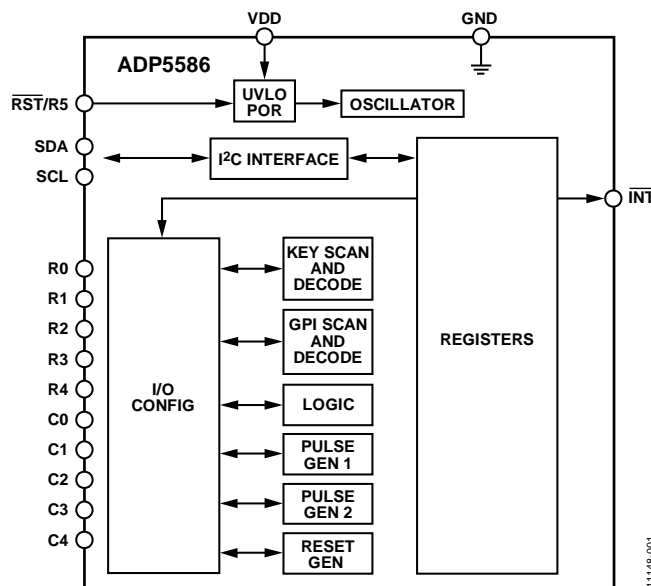 VDD
GND
ADP5586
RST/R5
UVLO
POR
OSCILLATOR
SDA
I²C INTERFACE
SCL
INT
R0
KEY SCAN
AND
DECODE
R1
R2
GPI SCAN
AND
DECODE
R3
REGISTERS
R4
I/O
CONFIG
LOGIC
C0
C1
PULSE
GEN 1
C2
C3
PULSE
GEN 2
C4
RESET
GEN
11148-001